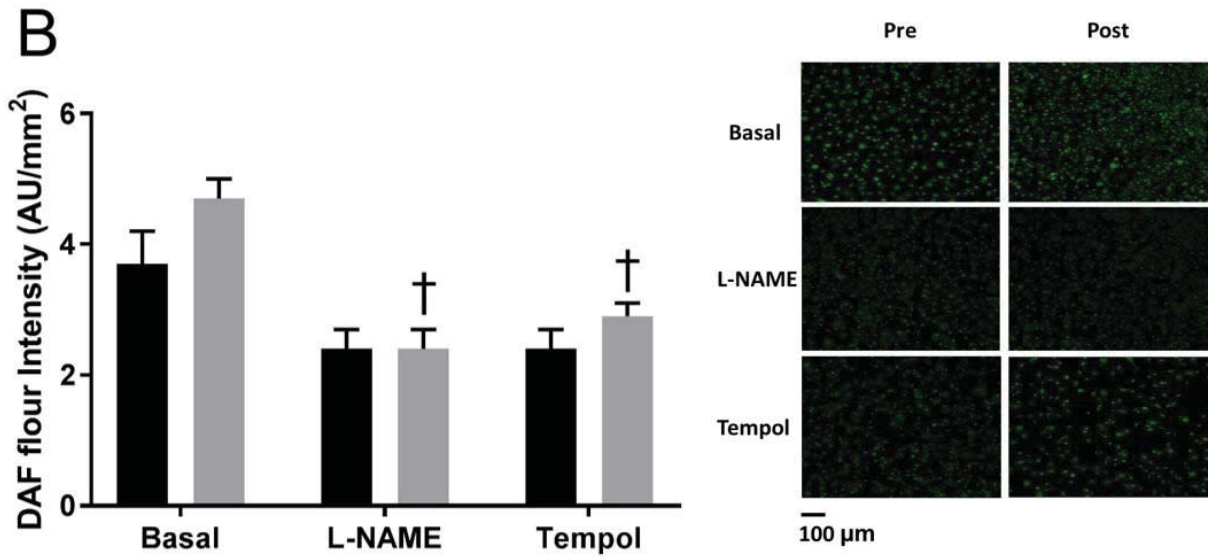 B
DAF flour Intensity (AU/mm²)
6
4
2
0
†
†
Basal
L-NAME
Tempol
Pre
Post
Basal
L-NAME
Tempol
100 µm